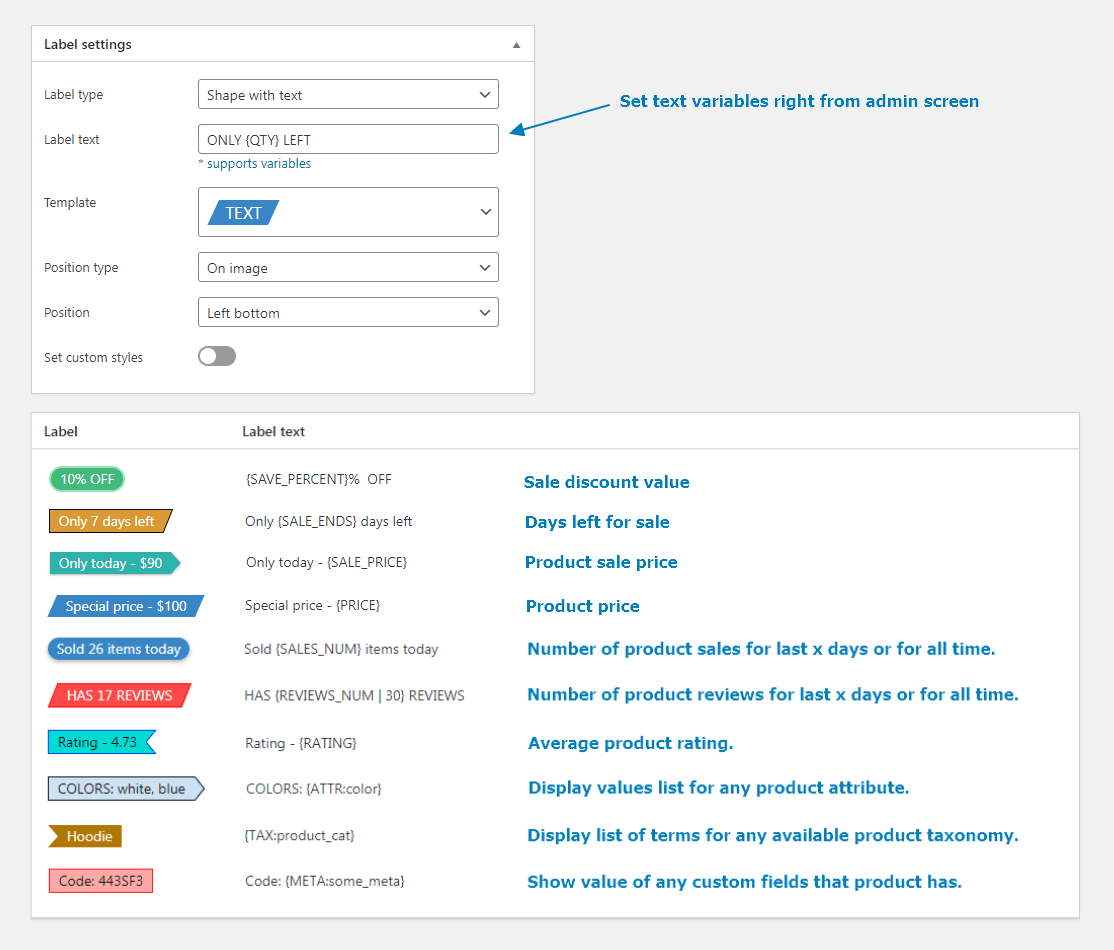 Label settings
Label type
Shape with text
Set text variables right from admin screen
Label text
ONLY {QTY} LEFT
* supports variables
Template
TEXT
Position type
On image
Position
Left bottom
Set custom styles
Label Label text
10% OFF {SAVE_PERCENT}%  OFF Sale discount value
Only 7 days left Only {SALE_ENDS} days left Days left for sale
Only today - $90 Only today - {SALE_PRICE} Product sale price
Special price - $100 Special price - {PRICE} Product price
Sold 26 items today Sold {SALES_NUM} items today Number of product sales for last x days or for all time.
HAS 17 REVIEWS HAS {REVIEWS_NUM | 30} REVIEWS Number of product reviews for last x days or for all time.
Rating - 4.73 Rating - {RATING} Average product rating.
COLORS: white, blue COLORS: {ATTR:color} Display values list for any product attribute.
Hoodie {TAX:product_cat} Display list of terms for any available product taxonomy.
Code: 443SF3 Code: {META:some_meta} Show value of any custom fields that product has.